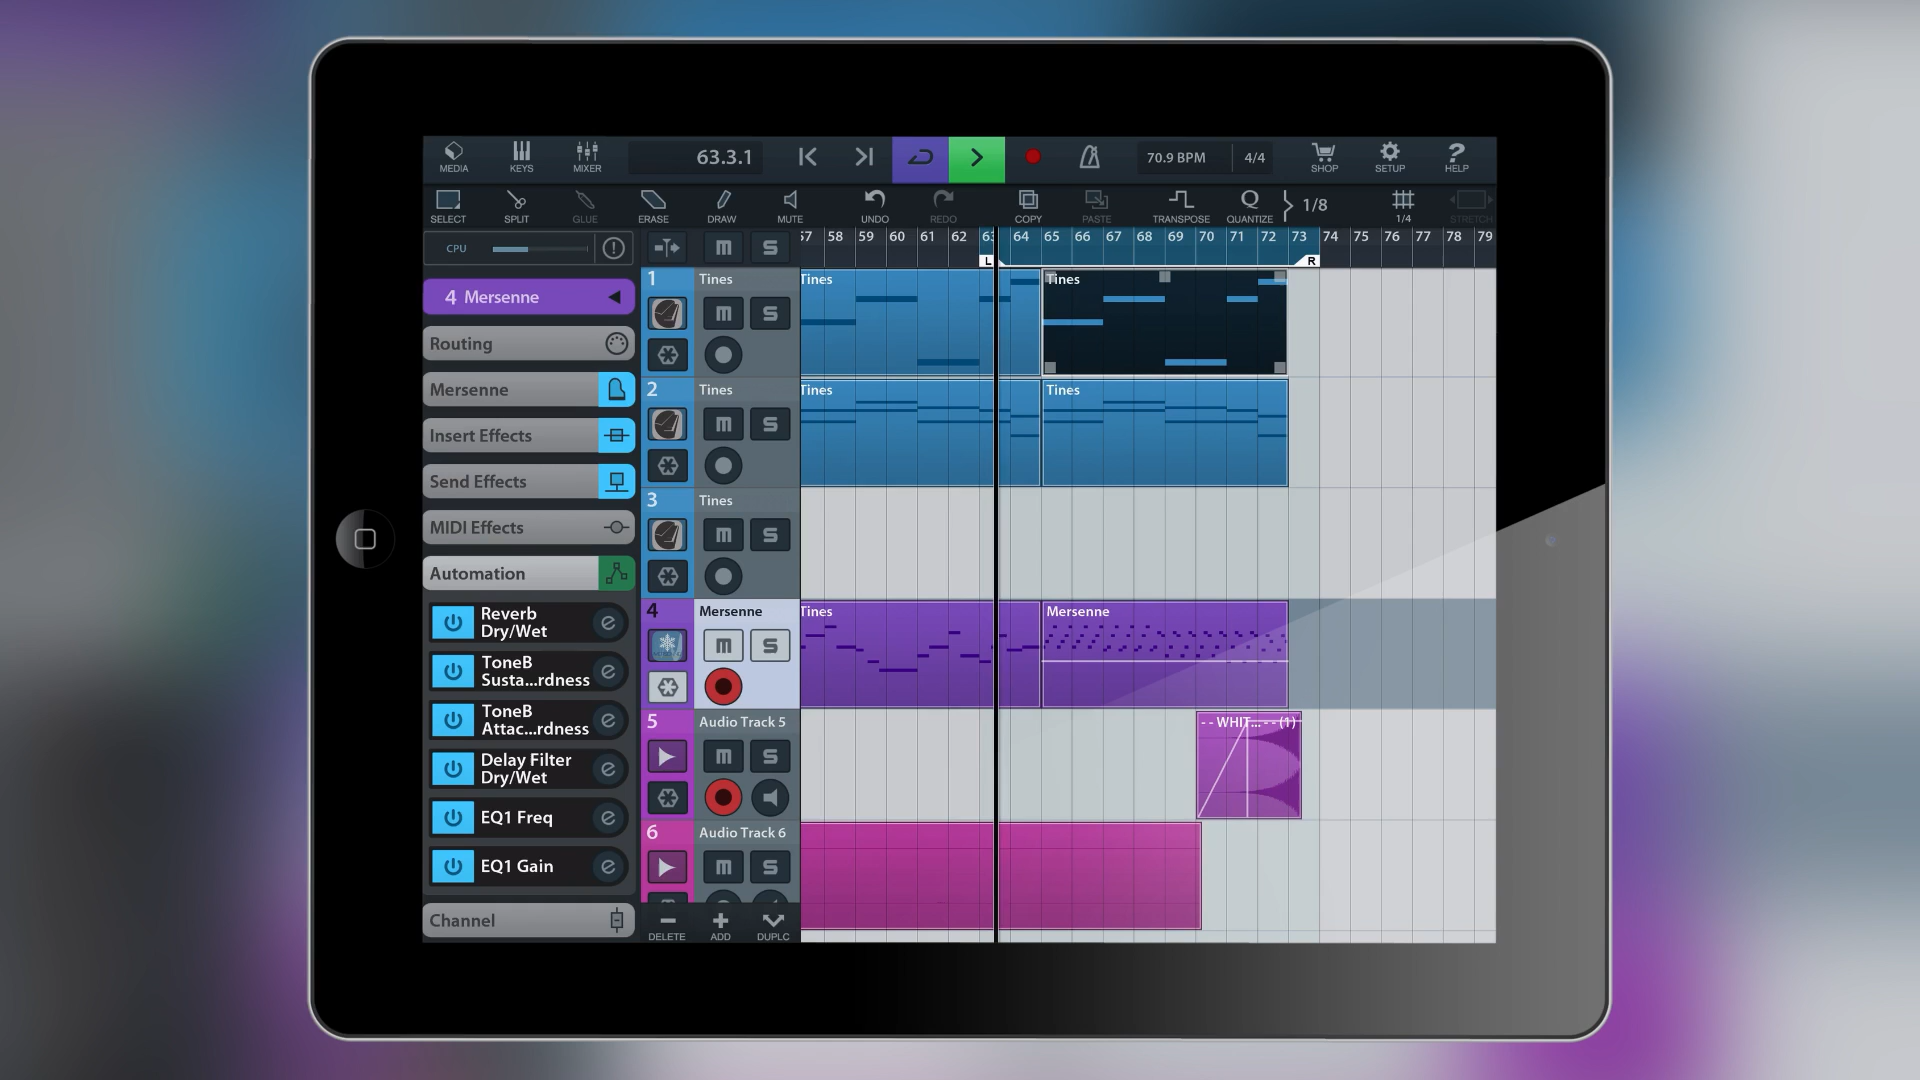 63.3.1
70.9 BPM
4/4
MEDIA
KEYS
MIXER
SHOP
SETUP
HELP
1/8
SELECT
SPLIT
GLUE
ERASE
DRAW
MUTE
UNDO
REDO
COPY
PASTE
TRANSPOSE
QUANTIZE
1/4
STRETCH
CPU
M
S
57 58 59 60 61 62 63 64 65 66 67 68 69 70 71 72 73 74 75 76 77 78 79
L
R
4 Mersenne
Routing
Mersenne
Insert Effects
Send Effects
MIDI Effects
Automation
Reverb
Dry/Wet
e
ToneB
Susta...rdness
e
ToneB
Attac...rdness
e
Delay Filter
Dry/Wet
e
EQ1 Freq
e
EQ1 Gain
e
Channel
1
Tines
M
S
Tines
Tines
2
Tines
M
S
Tines
Tines
3
Tines
M
S
4
Mersenne
M
S
Tines
Mersenne
5
Audio Track 5
M
S
- - WHIT...- - (1)
6
Audio Track 6
M
S
DELETE
ADD
DUPLC